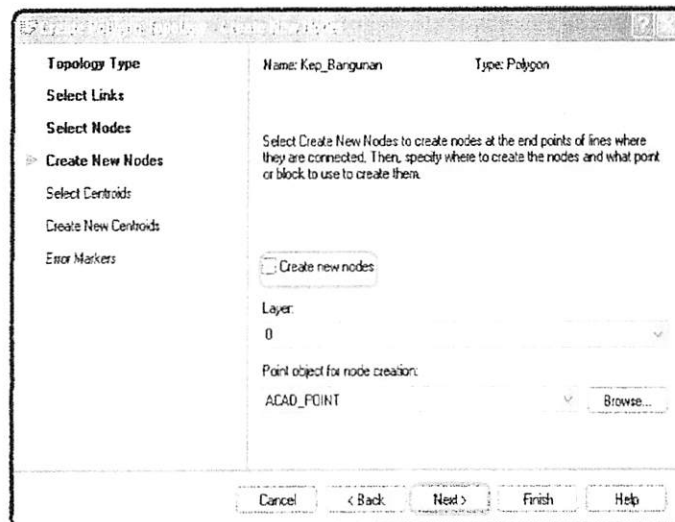 Topology Type
Select Links
Select Nodes
Create New Nodes
Select Centroids
Create New Centroids
Error Markers
Name: Kep_Bangunan Type: Polygon
Select Create New Nodes to create nodes at the end points of lines where
they are connected. Then, specify where to create the nodes and what point
or block to use to create them.
Create new nodes
Layer:
0
Point object for node creation:
ACAD_POINT
Browse...
Cancel < Back Next > Finish Help